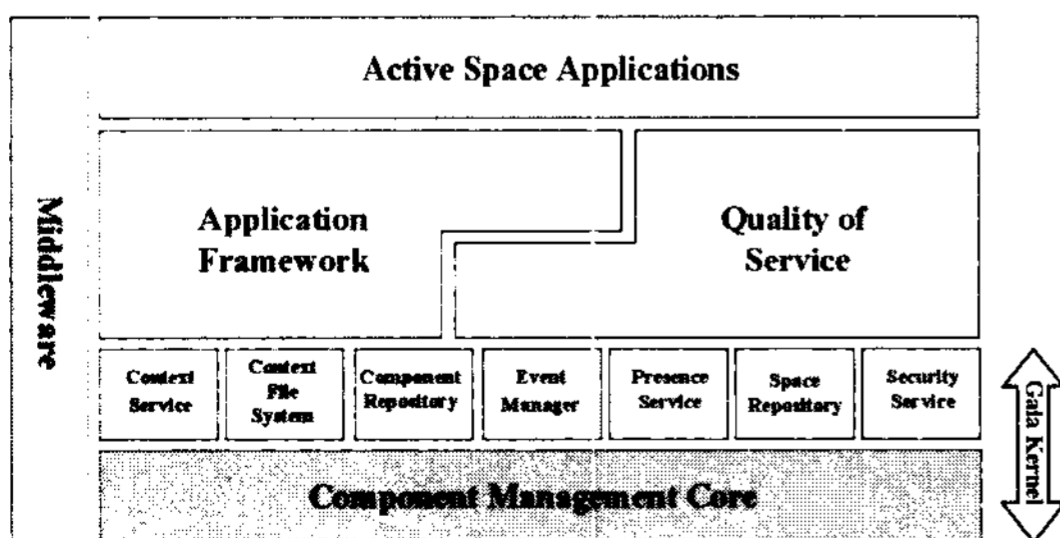 Active Space Applications
Middleware
Application
Framework
Quality of
Service
Context
Service
Context
File
System
Component
Repository
Event
Manager
Presence
Service
Space
Repository
Security
Service
Gaia Kernel
Component Management Core